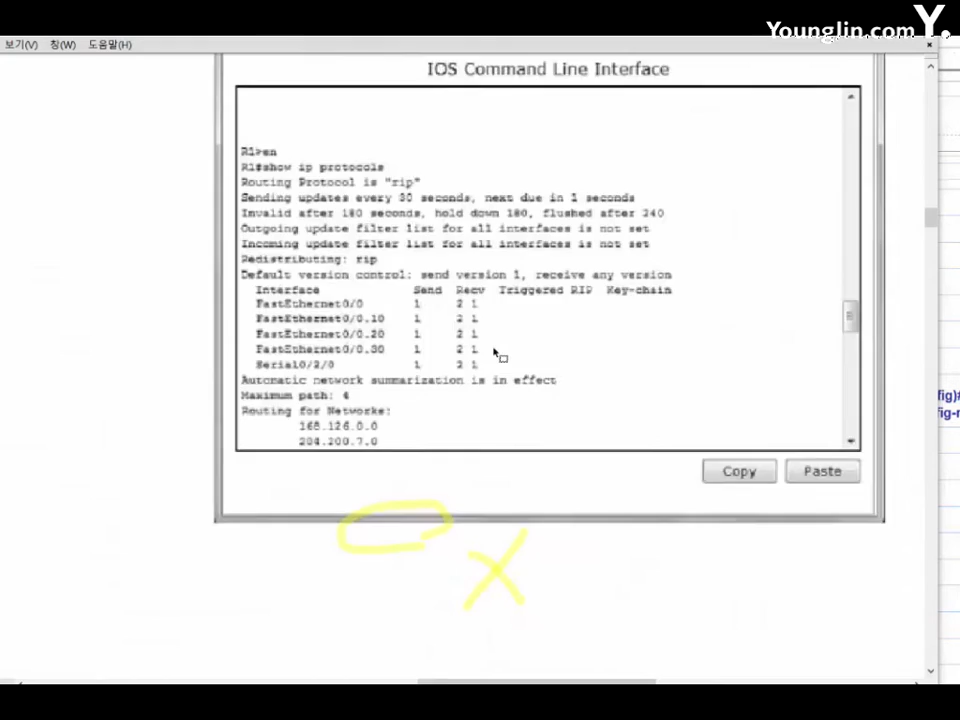 Younglin.com Y.
보기(V) 창(W) 도움말(H)
IOS Command Line Interface
R1>en
R1#show ip protocols
Routing Protocol is "rip"
Sending updates every 30 seconds, next due in 1 seconds
Invalid after 180 seconds, hold down 180, flushed after 240
Outgoing update filter list for all interfaces is not set
Incoming update filter list for all interfaces is not set
Redistributing: rip
Default version control: send version 1, receive any version
Interface Send Recv Triggered RIP Key-chain
FastEthernet0/0 1 2 1
FastEthernet0/0.10 1 2 1
FastEthernet0/0.20 1 2 1
FastEthernet0/0.30 1 2 1
Serial0/2/0 1 2 1
Automatic network summarization is in effect
Maximum path: 4
Routing for Networks:
168.126.0.0
204.200.7.0
Copy Paste
fig)#
fig-r
X